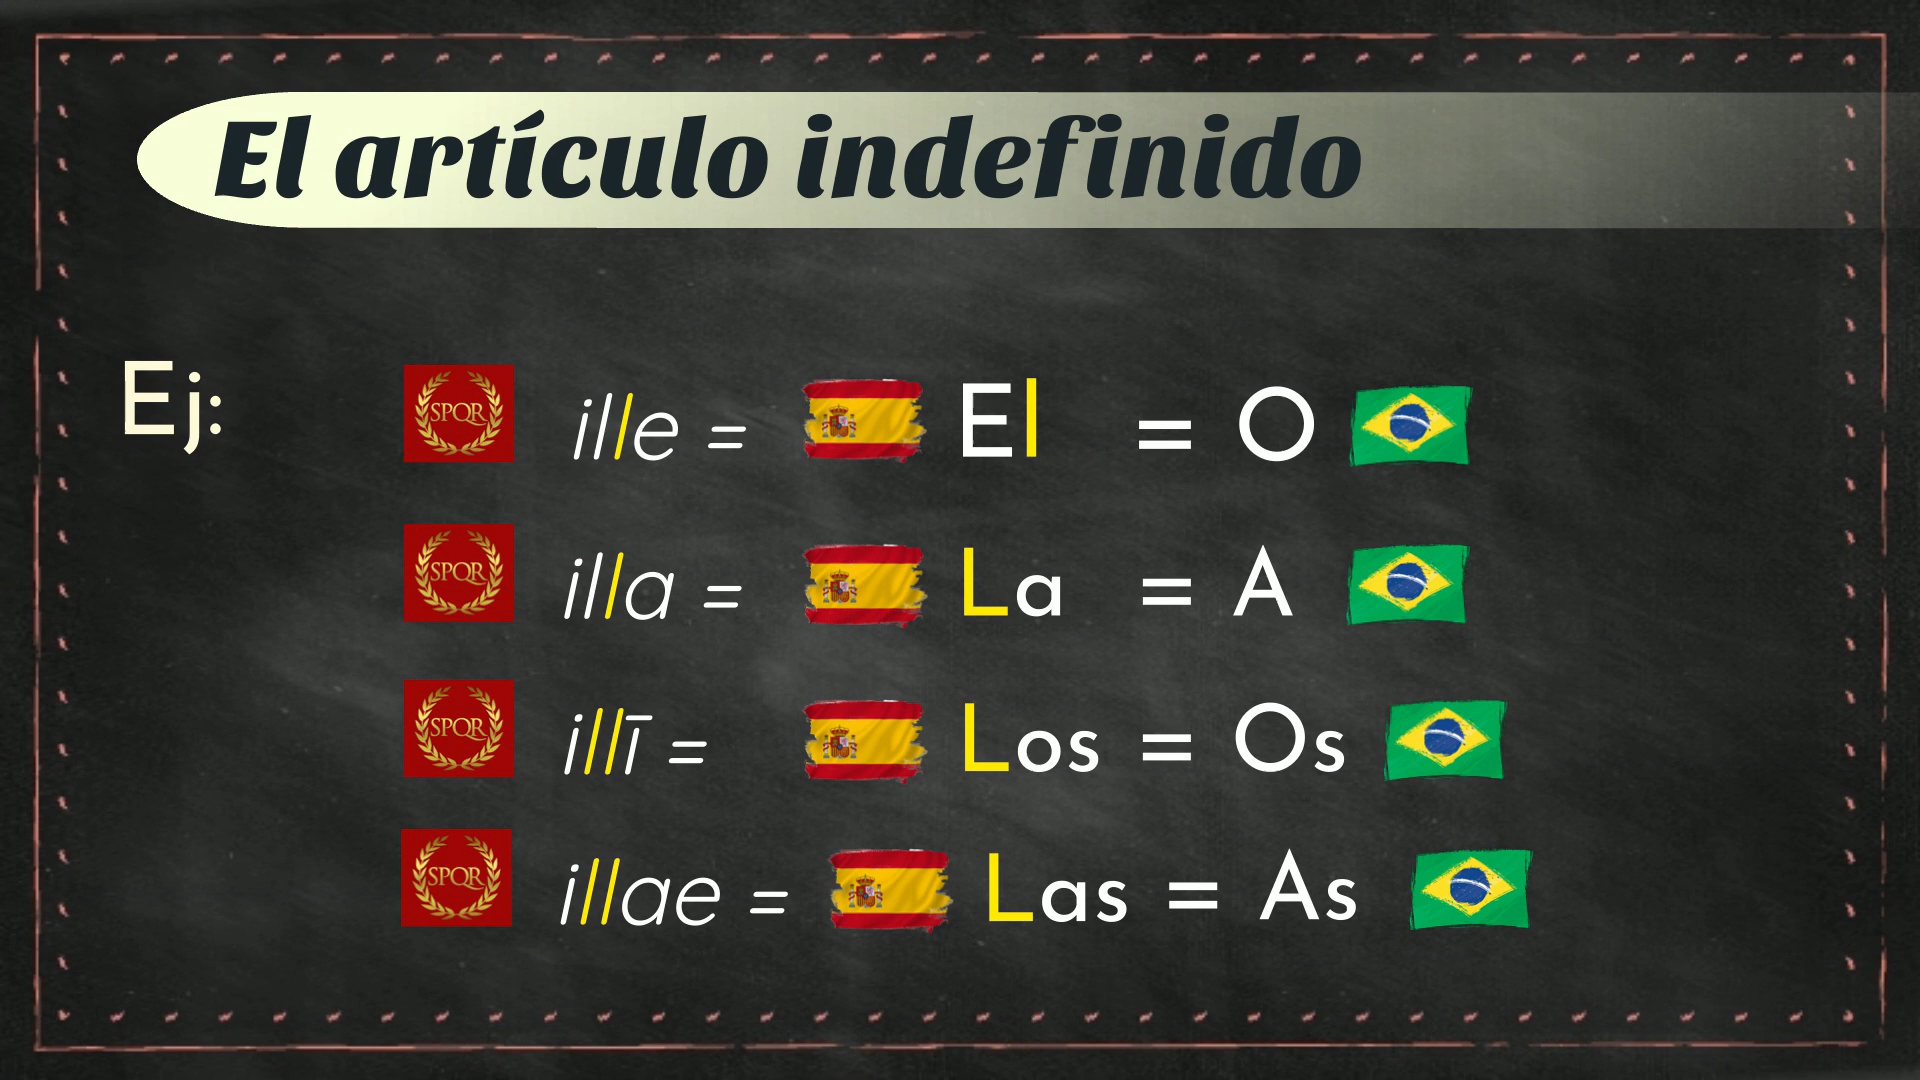 El artículo indefinido
Ej:
SPQR ille = El = O
SPQR illa = La = A
SPQR illī = Los = Os
SPQR illae = Las = As